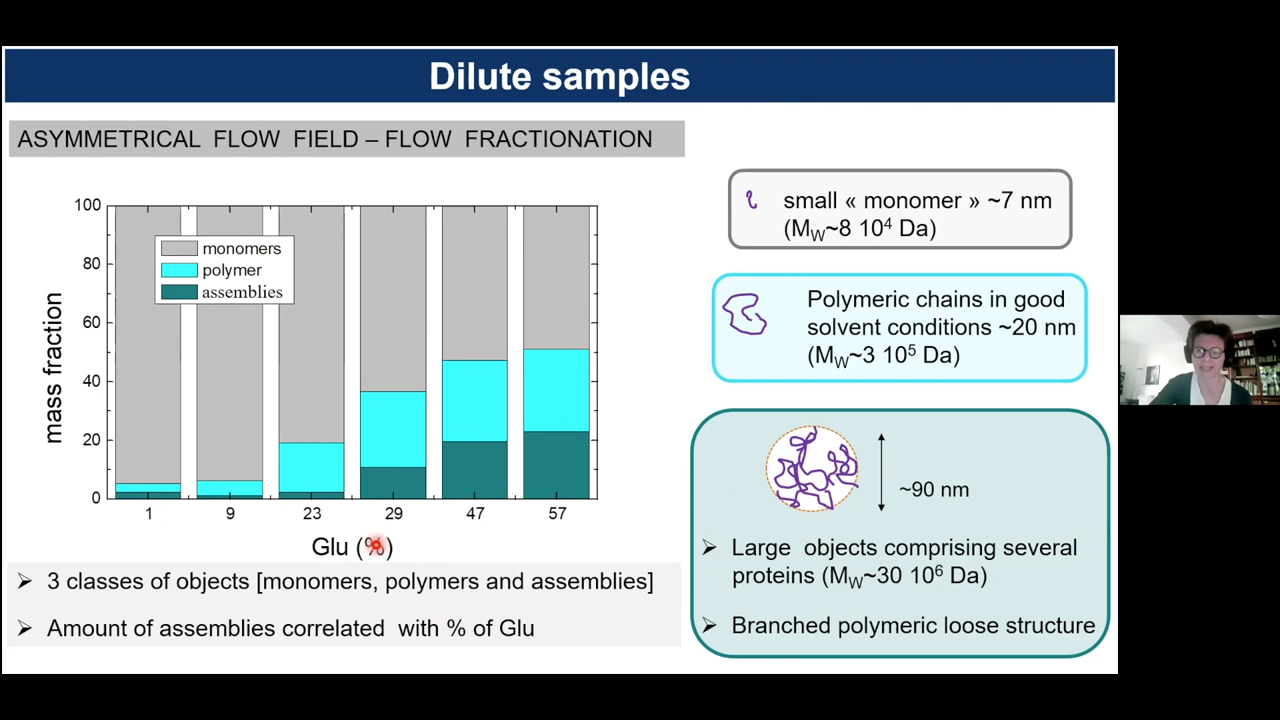 Dilute samples
ASYMMETRICAL FLOW FIELD – FLOW FRACTIONATION
100
80
60
40
20
0
mass fraction
monomers
polymer
assemblies
1 9 23 29 47 57
Glu (%)
➢ 3 classes of objects [monomers, polymers and assemblies]
➢ Amount of assemblies correlated with % of Glu
small « monomer » ~7 nm
(M_W~8 10⁴ Da)
Polymeric chains in good
solvent conditions ~20 nm
(M_W~3 10⁵ Da)
~90 nm
➢ Large objects comprising several
proteins (M_W~30 10⁶ Da)
➢ Branched polymeric loose structure